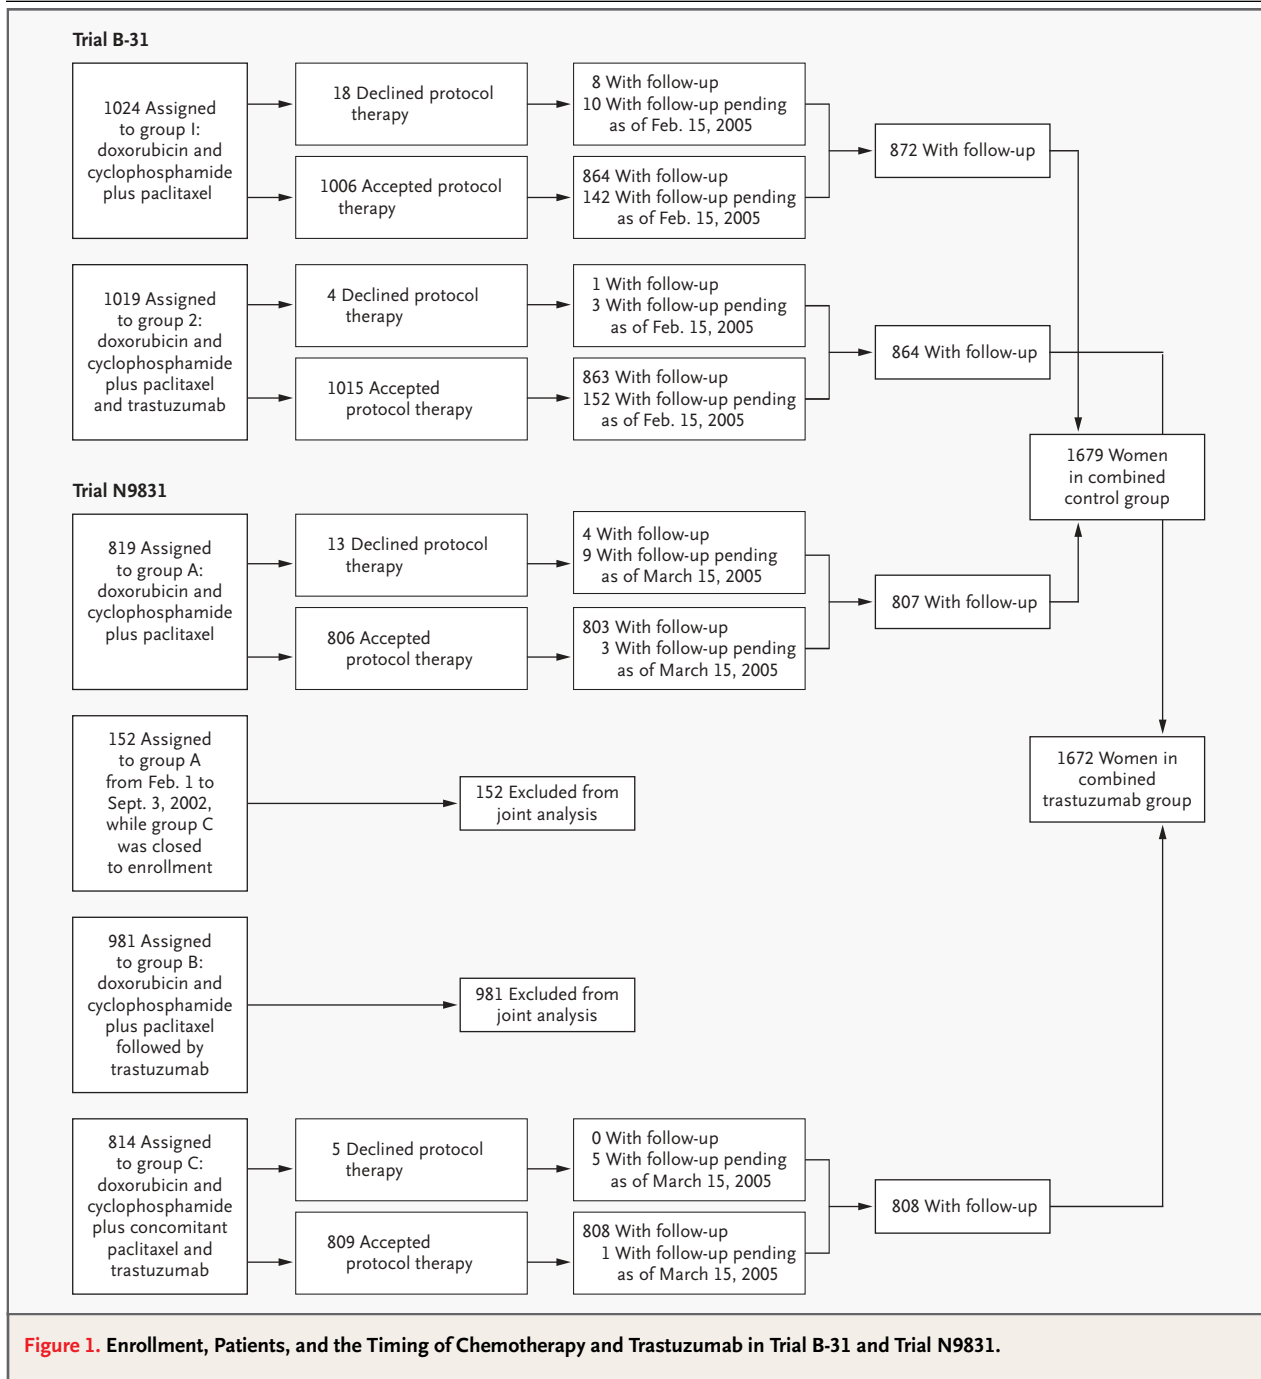 Trial B-31
1024 Assigned
to group I:
doxorubicin and
cyclophosphamide
plus paclitaxel
18 Declined protocol
therapy
8 With follow-up
10 With follow-up pending
as of Feb. 15, 2005
1006 Accepted protocol
therapy
864 With follow-up
142 With follow-up pending
as of Feb. 15, 2005
872 With follow-up
1019 Assigned
to group 2:
doxorubicin and
cyclophosphamide
plus paclitaxel
and trastuzumab
4 Declined protocol
therapy
1 With follow-up
3 With follow-up pending
as of Feb. 15, 2005
1015 Accepted
protocol therapy
863 With follow-up
152 With follow-up pending
as of Feb. 15, 2005
864 With follow-up
1679 Women
in combined
control group
Trial N9831
819 Assigned
to group A:
doxorubicin and
cyclophosphamide
plus paclitaxel
13 Declined protocol
therapy
4 With follow-up
9 With follow-up pending
as of March 15, 2005
806 Accepted
protocol therapy
803 With follow-up
3 With follow-up pending
as of March 15, 2005
807 With follow-up
152 Assigned
to group A
from Feb. 1 to
Sept. 3, 2002,
while group C
was closed
to enrollment
152 Excluded from
joint analysis
1672 Women in
combined
trastuzumab group
981 Assigned
to group B:
doxorubicin and
cyclophosphamide
plus paclitaxel
followed by
trastuzumab
981 Excluded from
joint analysis
814 Assigned
to group C:
doxorubicin and
cyclophosphamide
plus concomitant
paclitaxel and
trastuzumab
5 Declined protocol
therapy
0 With follow-up
5 With follow-up pending
as of March 15, 2005
809 Accepted
protocol therapy
808 With follow-up
1 With follow-up pending
as of March 15, 2005
808 With follow-up
Figure 1. Enrollment, Patients, and the Timing of Chemotherapy and Trastuzumab in Trial B-31 and Trial N9831.